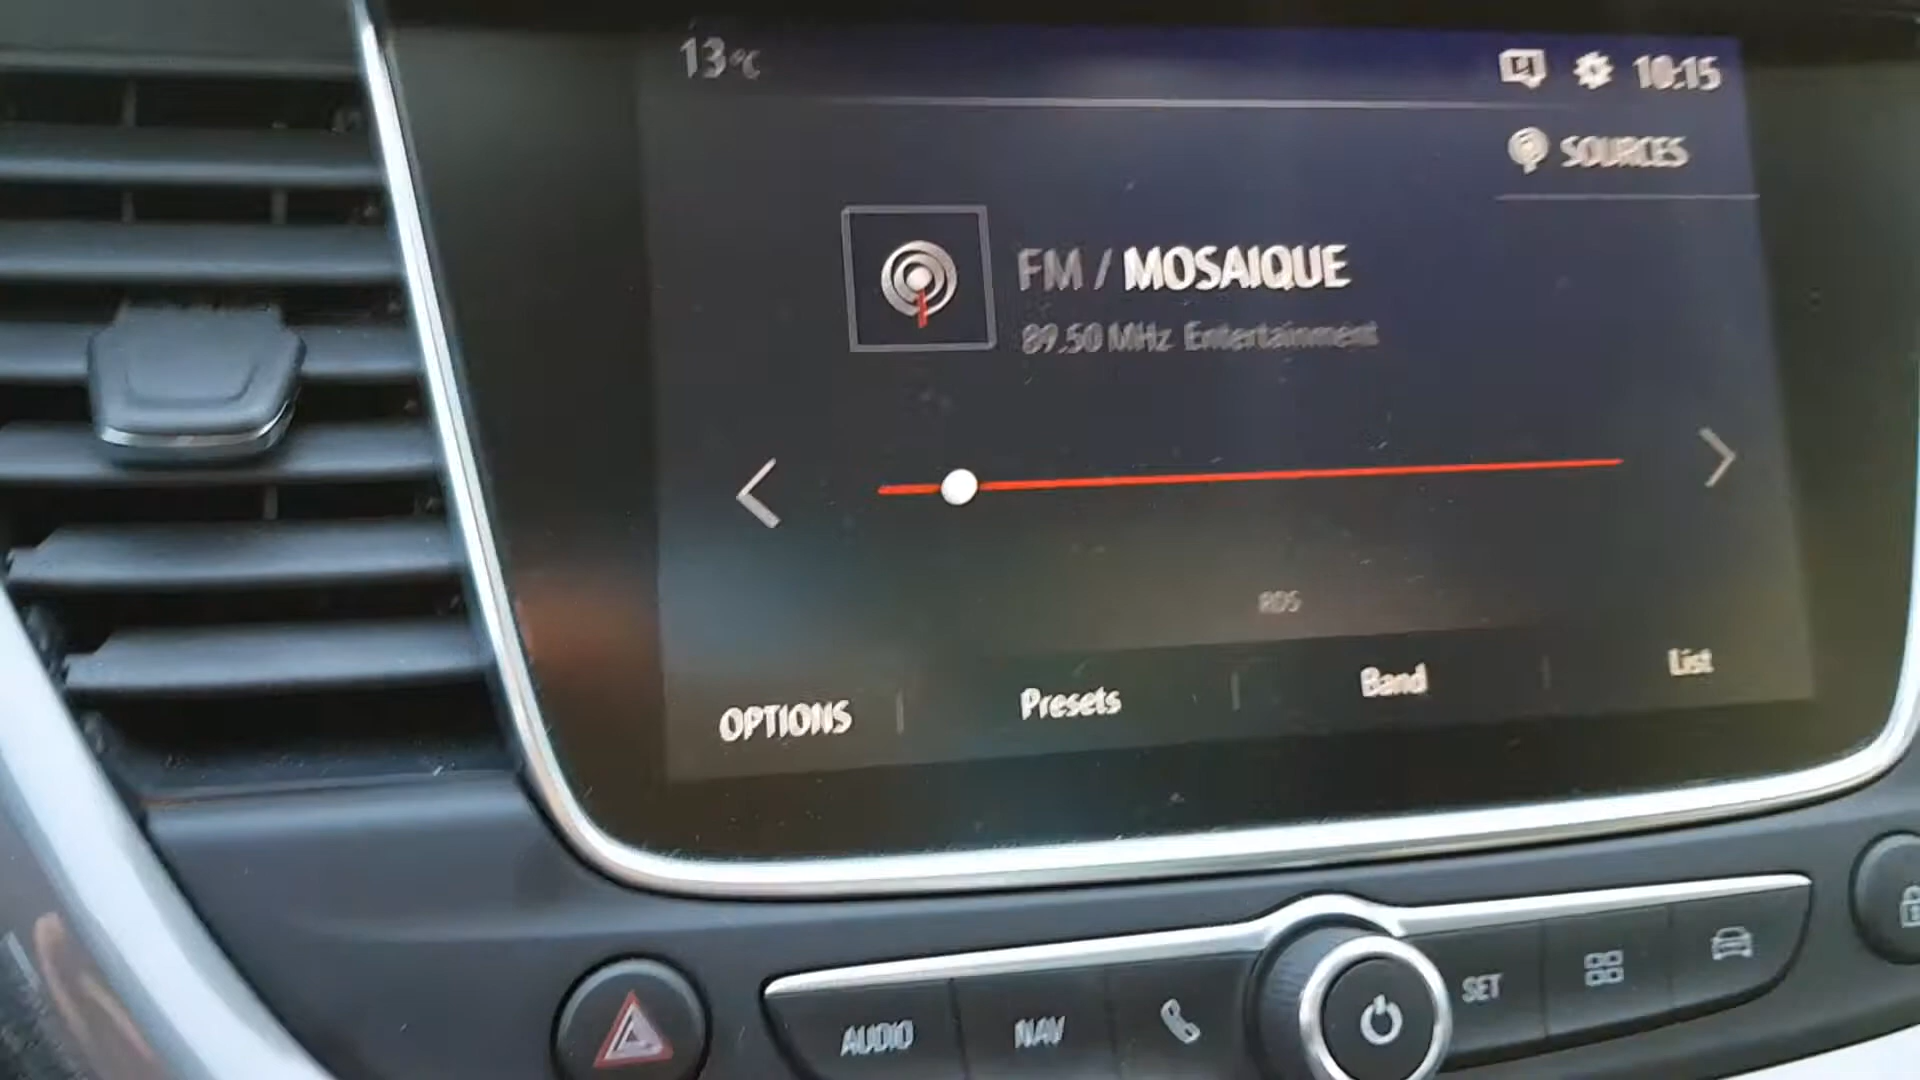 13°C
10:15
SOURCES
FM / MOSAIQUE
89.50 MHz Entertainment
RDS
OPTIONS
Presets
Band
List
AUDIO
NAV
SET